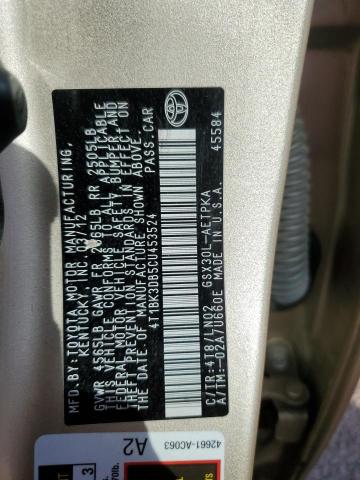 MFD. BY: TOYOTA MOTOR MANUFACTURING,
KENTUCKY, INC. 03/12
GVWR 4565LB GAWR FR 2465LB RR 2505LB
THIS VEHICLE CONFORMS TO ALL APPLICABLE
FEDERAL MOTOR VEHICLE SAFETY, BUMPER, AND
THEFT PREVENTION STANDARDS IN EFFECT ON
THE DATE OF MANUFACTURE SHOWN ABOVE.
4T1BK3DB5CU453524 PASS.CAR
GSX30L-AETPKA
C/TR:4T8/LN02
A/TM:-02A/U660E
MADE IN U.S.A. 45584
42661-AC063
A2
3